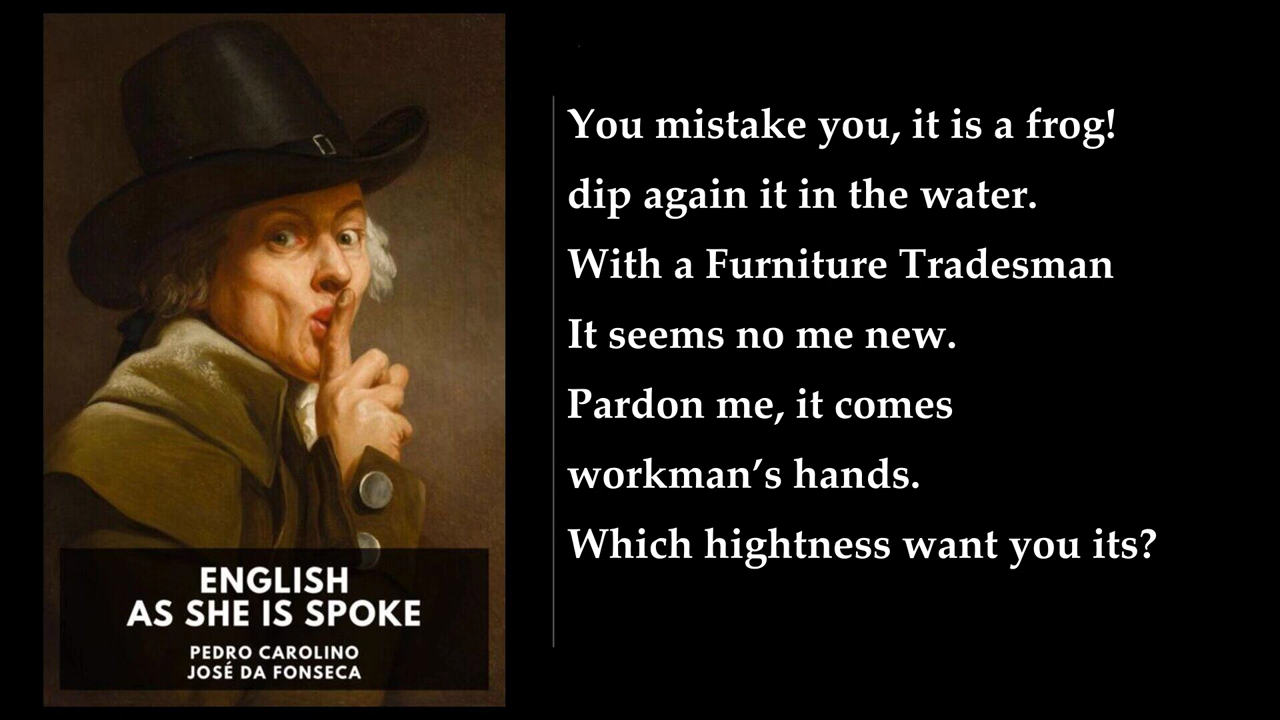 ENGLISH
AS SHE IS SPOKE
PEDRO CAROLINO
JOSÉ DA FONSECA
You mistake you, it is a frog!
dip again it in the water.
With a Furniture Tradesman
It seems no me new.
Pardon me, it comes
workman’s hands.
Which hightness want you its?